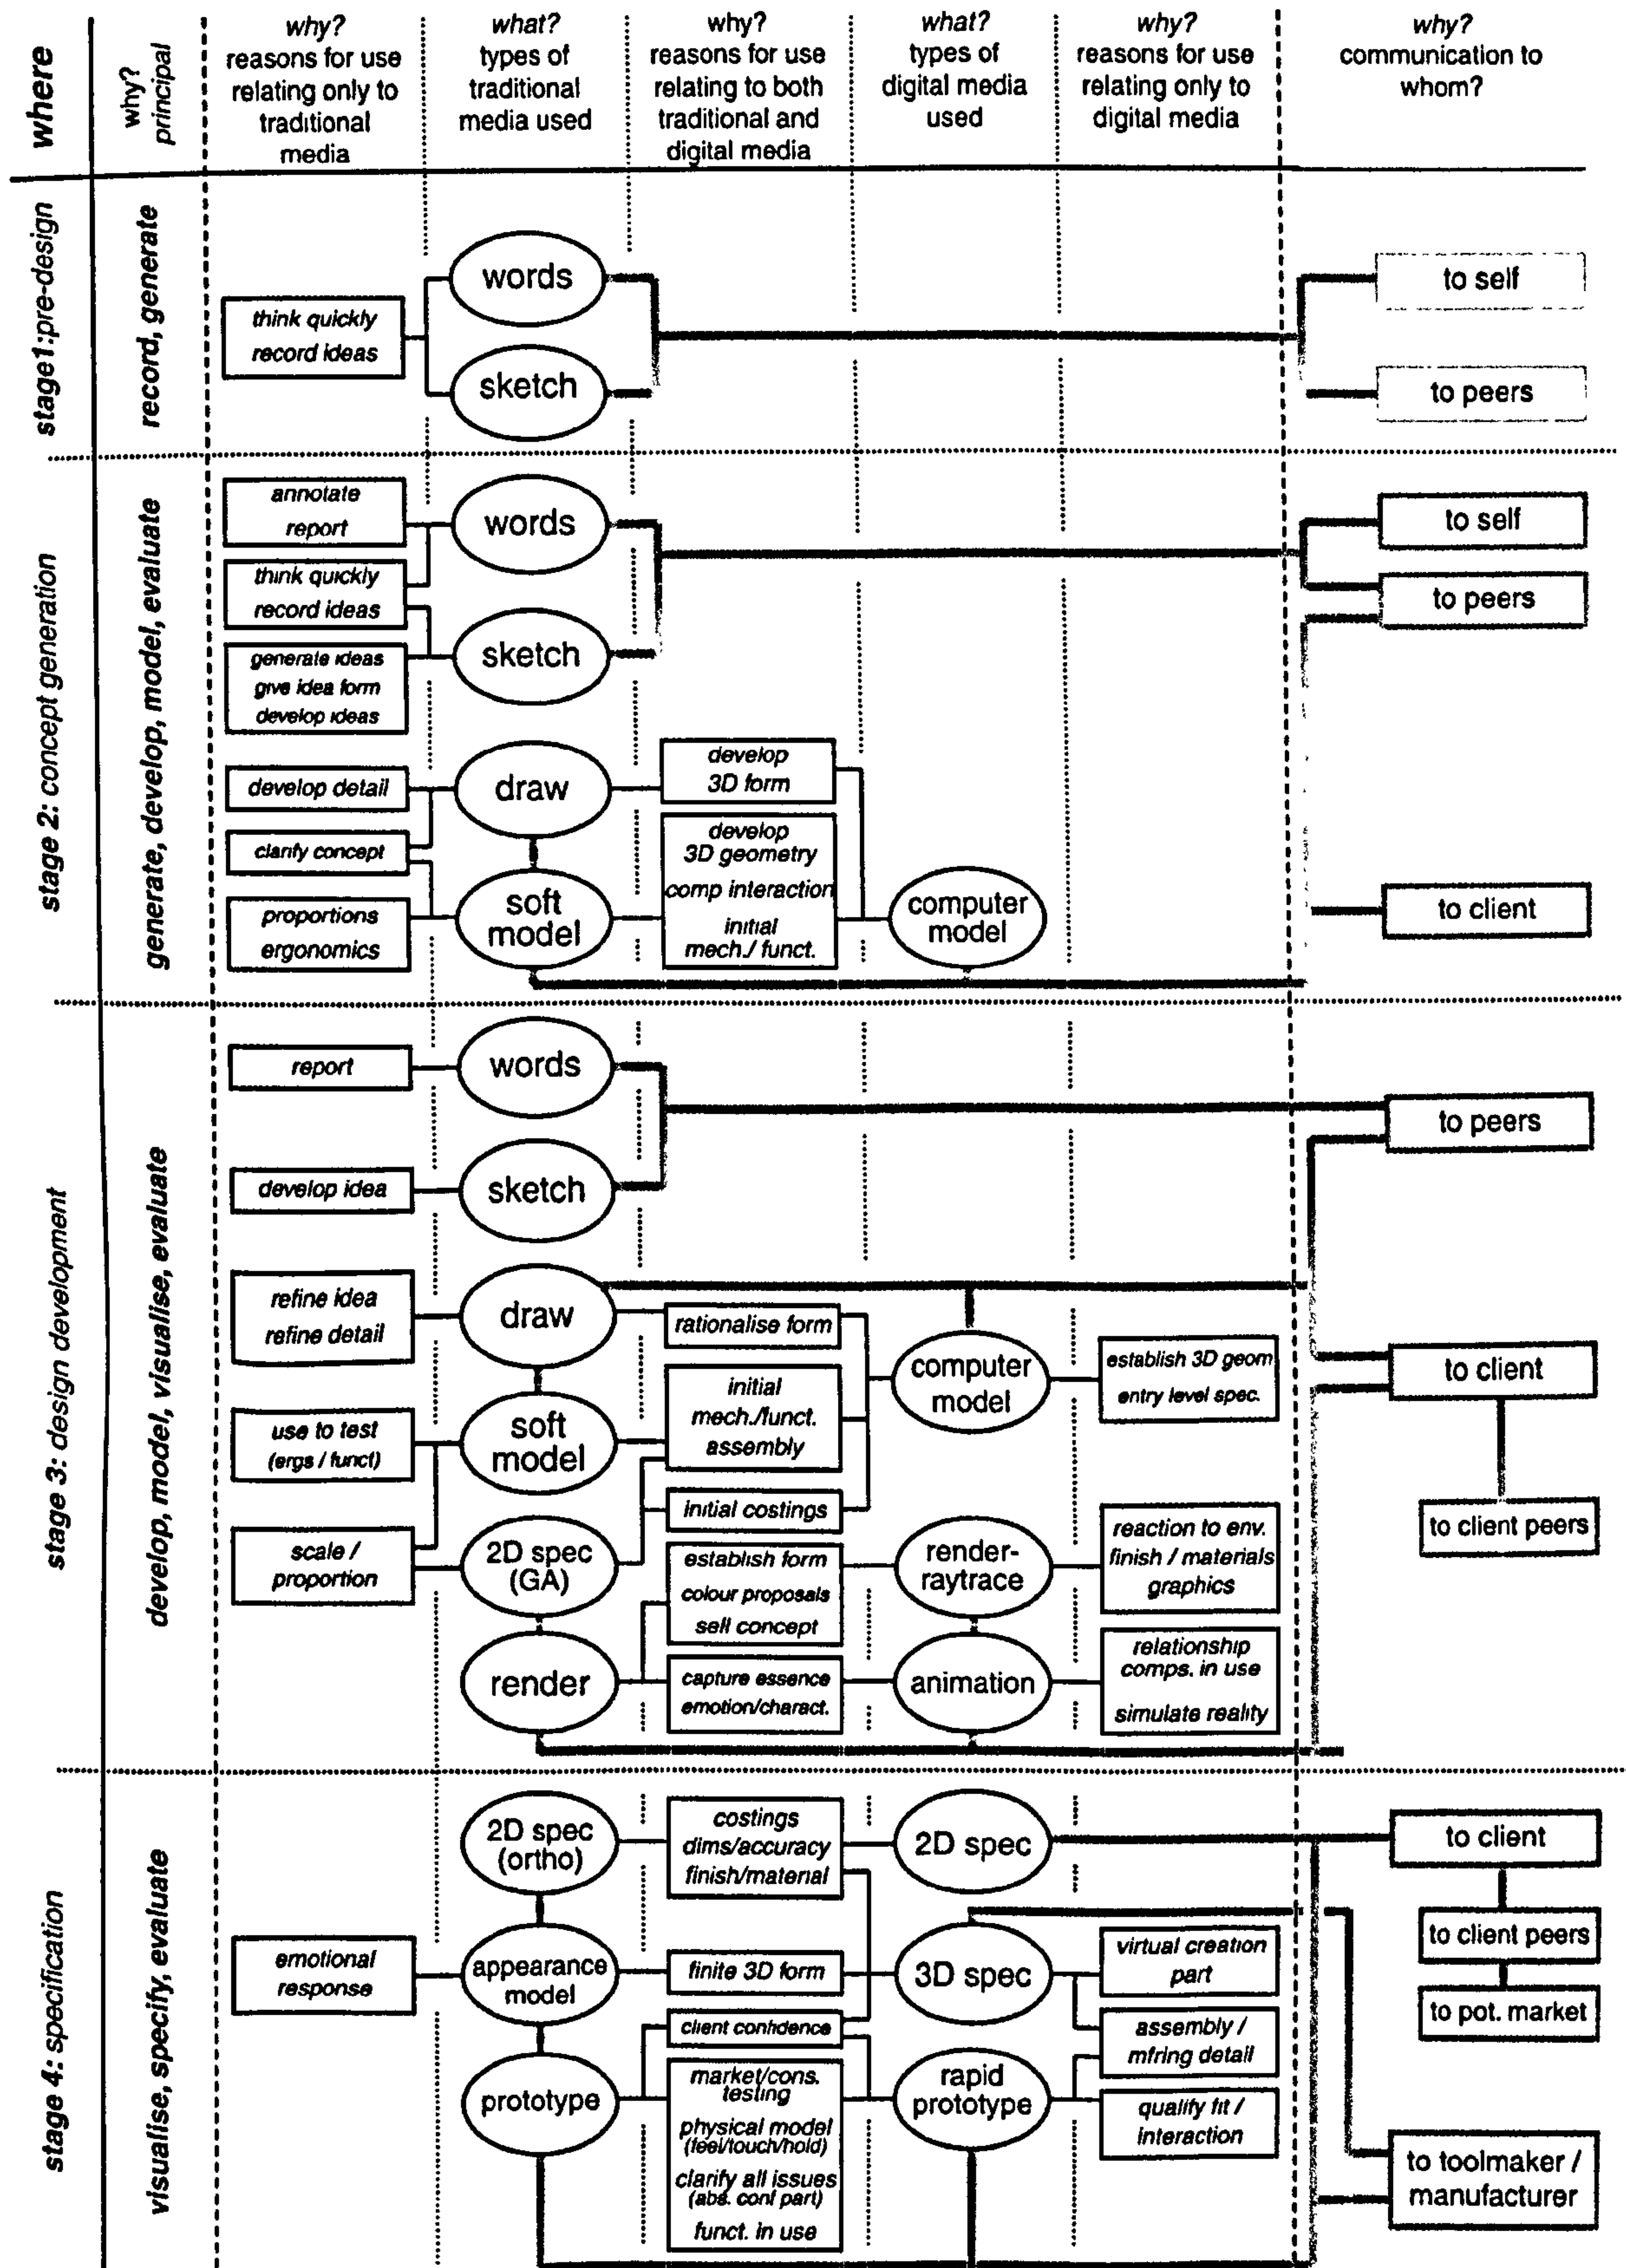 where
why?
principal
why?
reasons for use
relating only to
traditional
media
what?
types of
traditional
media used
why?
reasons for use
relating to both
traditional and
digital media
what?
types of
digital media
used
why?
reasons for use
relating only to
digital media
why?
communication to
whom?
stage1:pre-design
record, generate
think quickly
record ideas
words
sketch
to self
to peers
stage 2: concept generation
generate, develop, model, evaluate
annotate
report
think quickly
record ideas
generate ideas
give idea form
develop ideas
develop detail
clarify concept
proportions
ergonomics
words
sketch
draw
soft
model
develop
3D form
develop
3D geometry
comp interaction
initial
mech./ funct.
computer
model
to self
to peers
to client
stage 3: design development
develop, model, visualise, evaluate
report
develop idea
refine idea
refine detail
use to test
(ergs / funct)
scale /
proportion
words
sketch
draw
soft
model
2D spec
(GA)
render
rationalise form
initial
mech./funct.
assembly
initial costings
establish form
colour proposals
sell concept
capture essence
emotion/charact.
computer
model
render-
raytrace
animation
establish 3D geom
entry level spec.
reaction to env.
finish / materials
graphics
relationship
comps. in use
simulate reality
to peers
to client
to client peers
stage 4: specification
visualise, specify, evaluate
emotional
response
2D spec
(ortho)
appearance
model
prototype
costings
dims/accuracy
finish/material
finite 3D form
client confidence
market/cons.
testing
physical model
(feel/touch/hold)
clarify all issues
(abs. conf part)
funct. in use
2D spec
3D spec
rapid
prototype
virtual creation
part
assembly /
mfring detail
qualify fit /
interaction
to client
to client peers
to pot. market
to toolmaker /
manufacturer